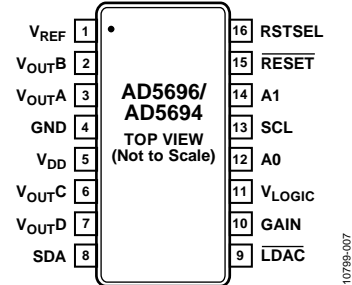 VREF 1
VOUTB 2
VOUTA 3
GND 4
VDD 5
VOUTC 6
VOUTD 7
SDA 8
AD5696/
AD5694
TOP VIEW
(Not to Scale)
16 RSTSEL
15 RESET
14 A1
13 SCL
12 A0
11 VLOGIC
10 GAIN
9 LDAC
10799-007